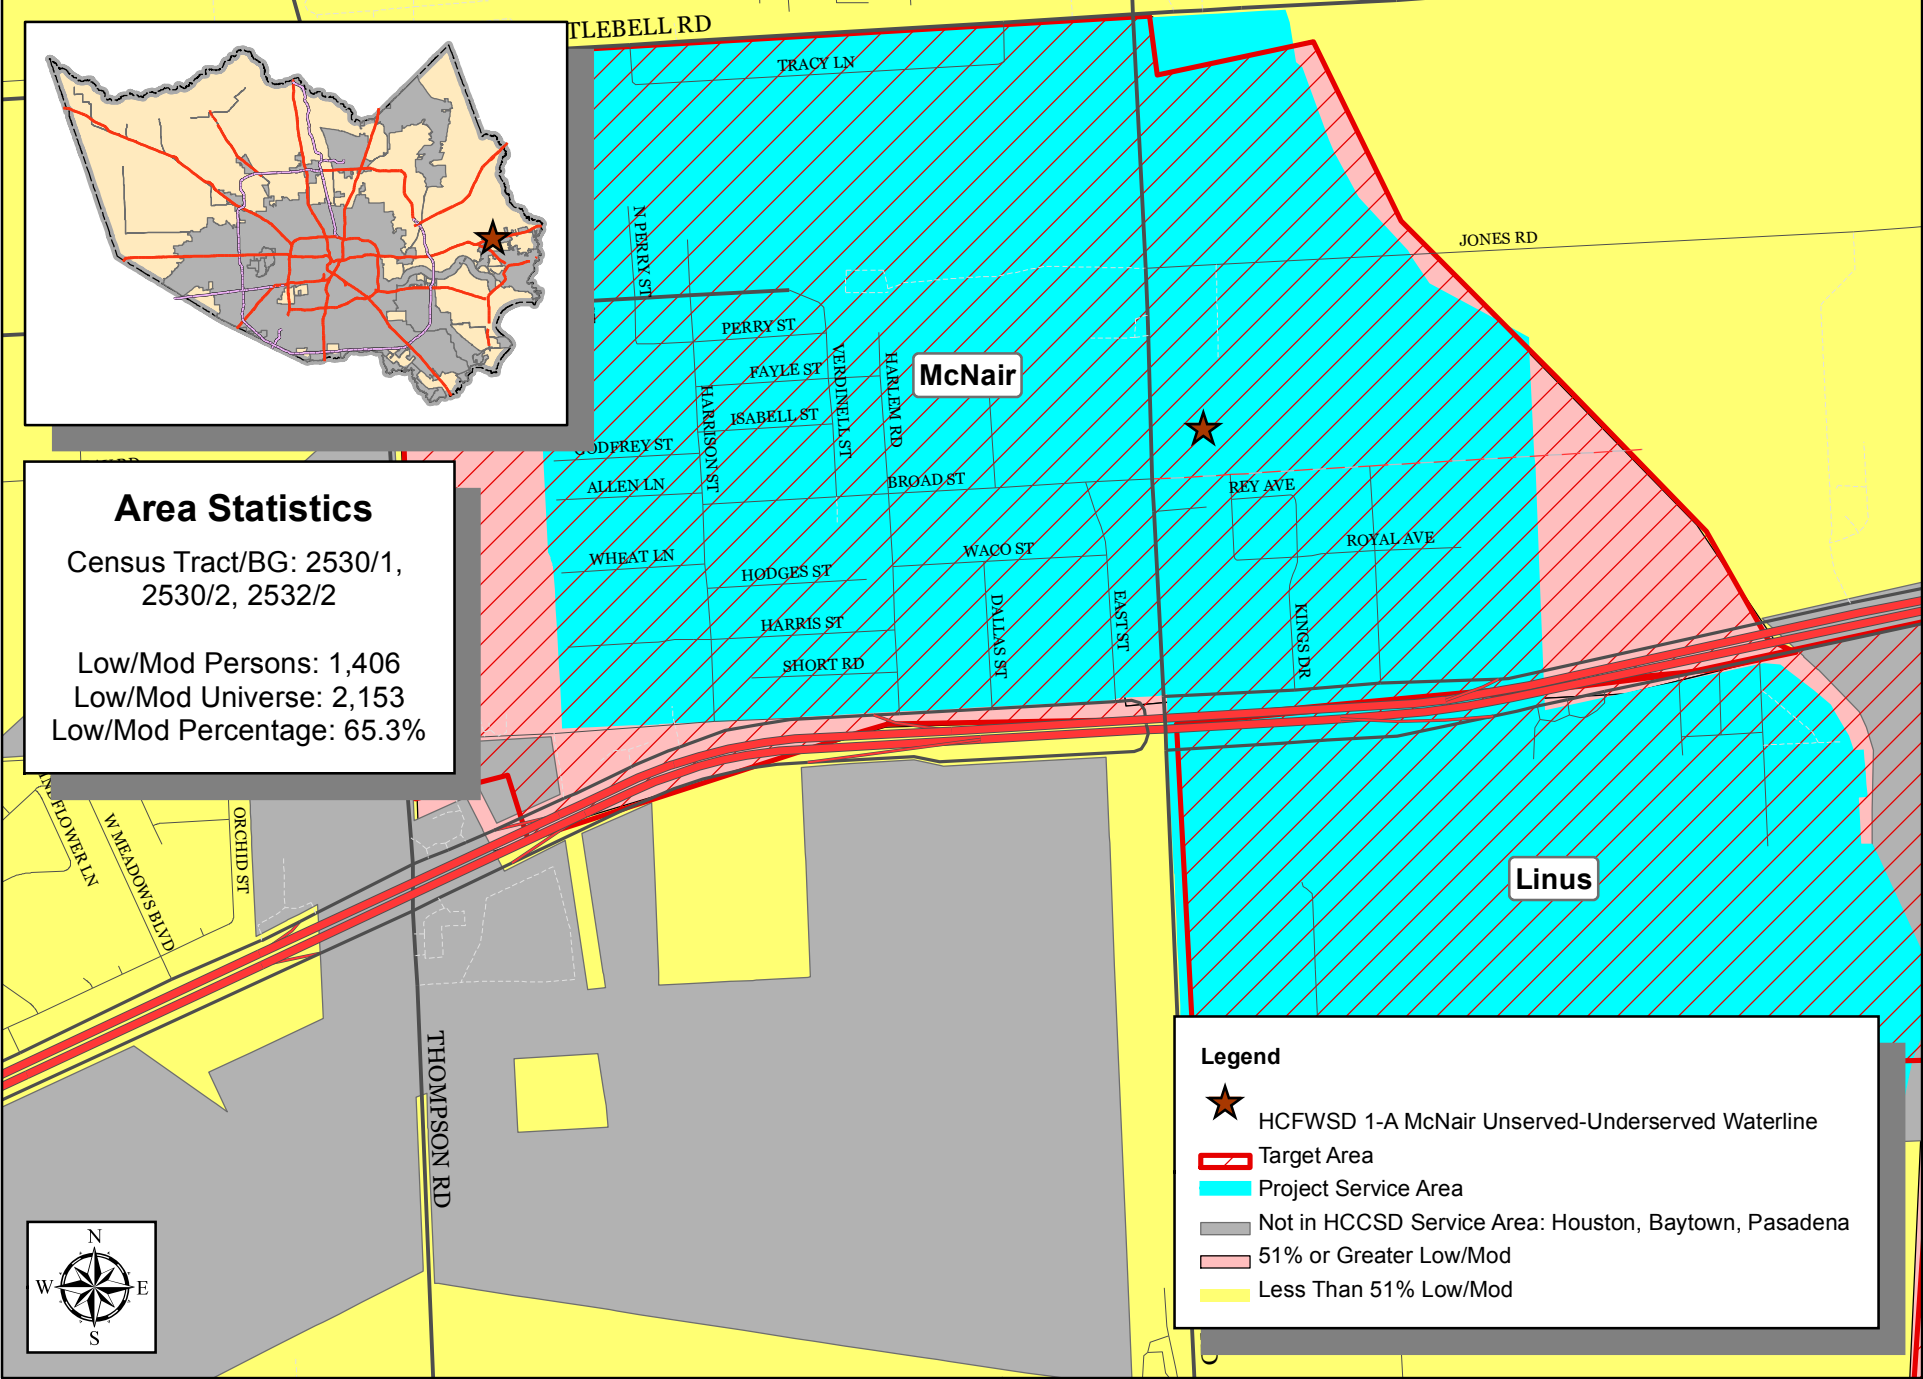 TLEBELL RD
TRACY LN
JONES RD
N PERRY ST
PERRY ST
FAYLE ST
ISABELL ST
VERDINELL ST
HARLEM RD
HARRISON ST
McNair
ODFREY ST
ALLEN LN
BROAD ST
REY AVE
ROYAL AVE
WHEAT LN
WACO ST
HODGES ST
HARRIS ST
SHORT RD
DALLAS ST
EAST ST
KINGS DR
Area Statistics
Census Tract/BG: 2530/1,
2530/2, 2532/2
Low/Mod Persons: 1,406
Low/Mod Universe: 2,153
Low/Mod Percentage: 65.3%
FLOWER LN
W MEADOWS BLVD
ORCHID ST
Linus
THOMPSON RD
Legend
HCFWSD 1-A McNair Unserved-Underserved Waterline
Target Area
Project Service Area
Not in HCCSD Service Area: Houston, Baytown, Pasadena
51% or Greater Low/Mod
Less Than 51% Low/Mod
N
W E
S